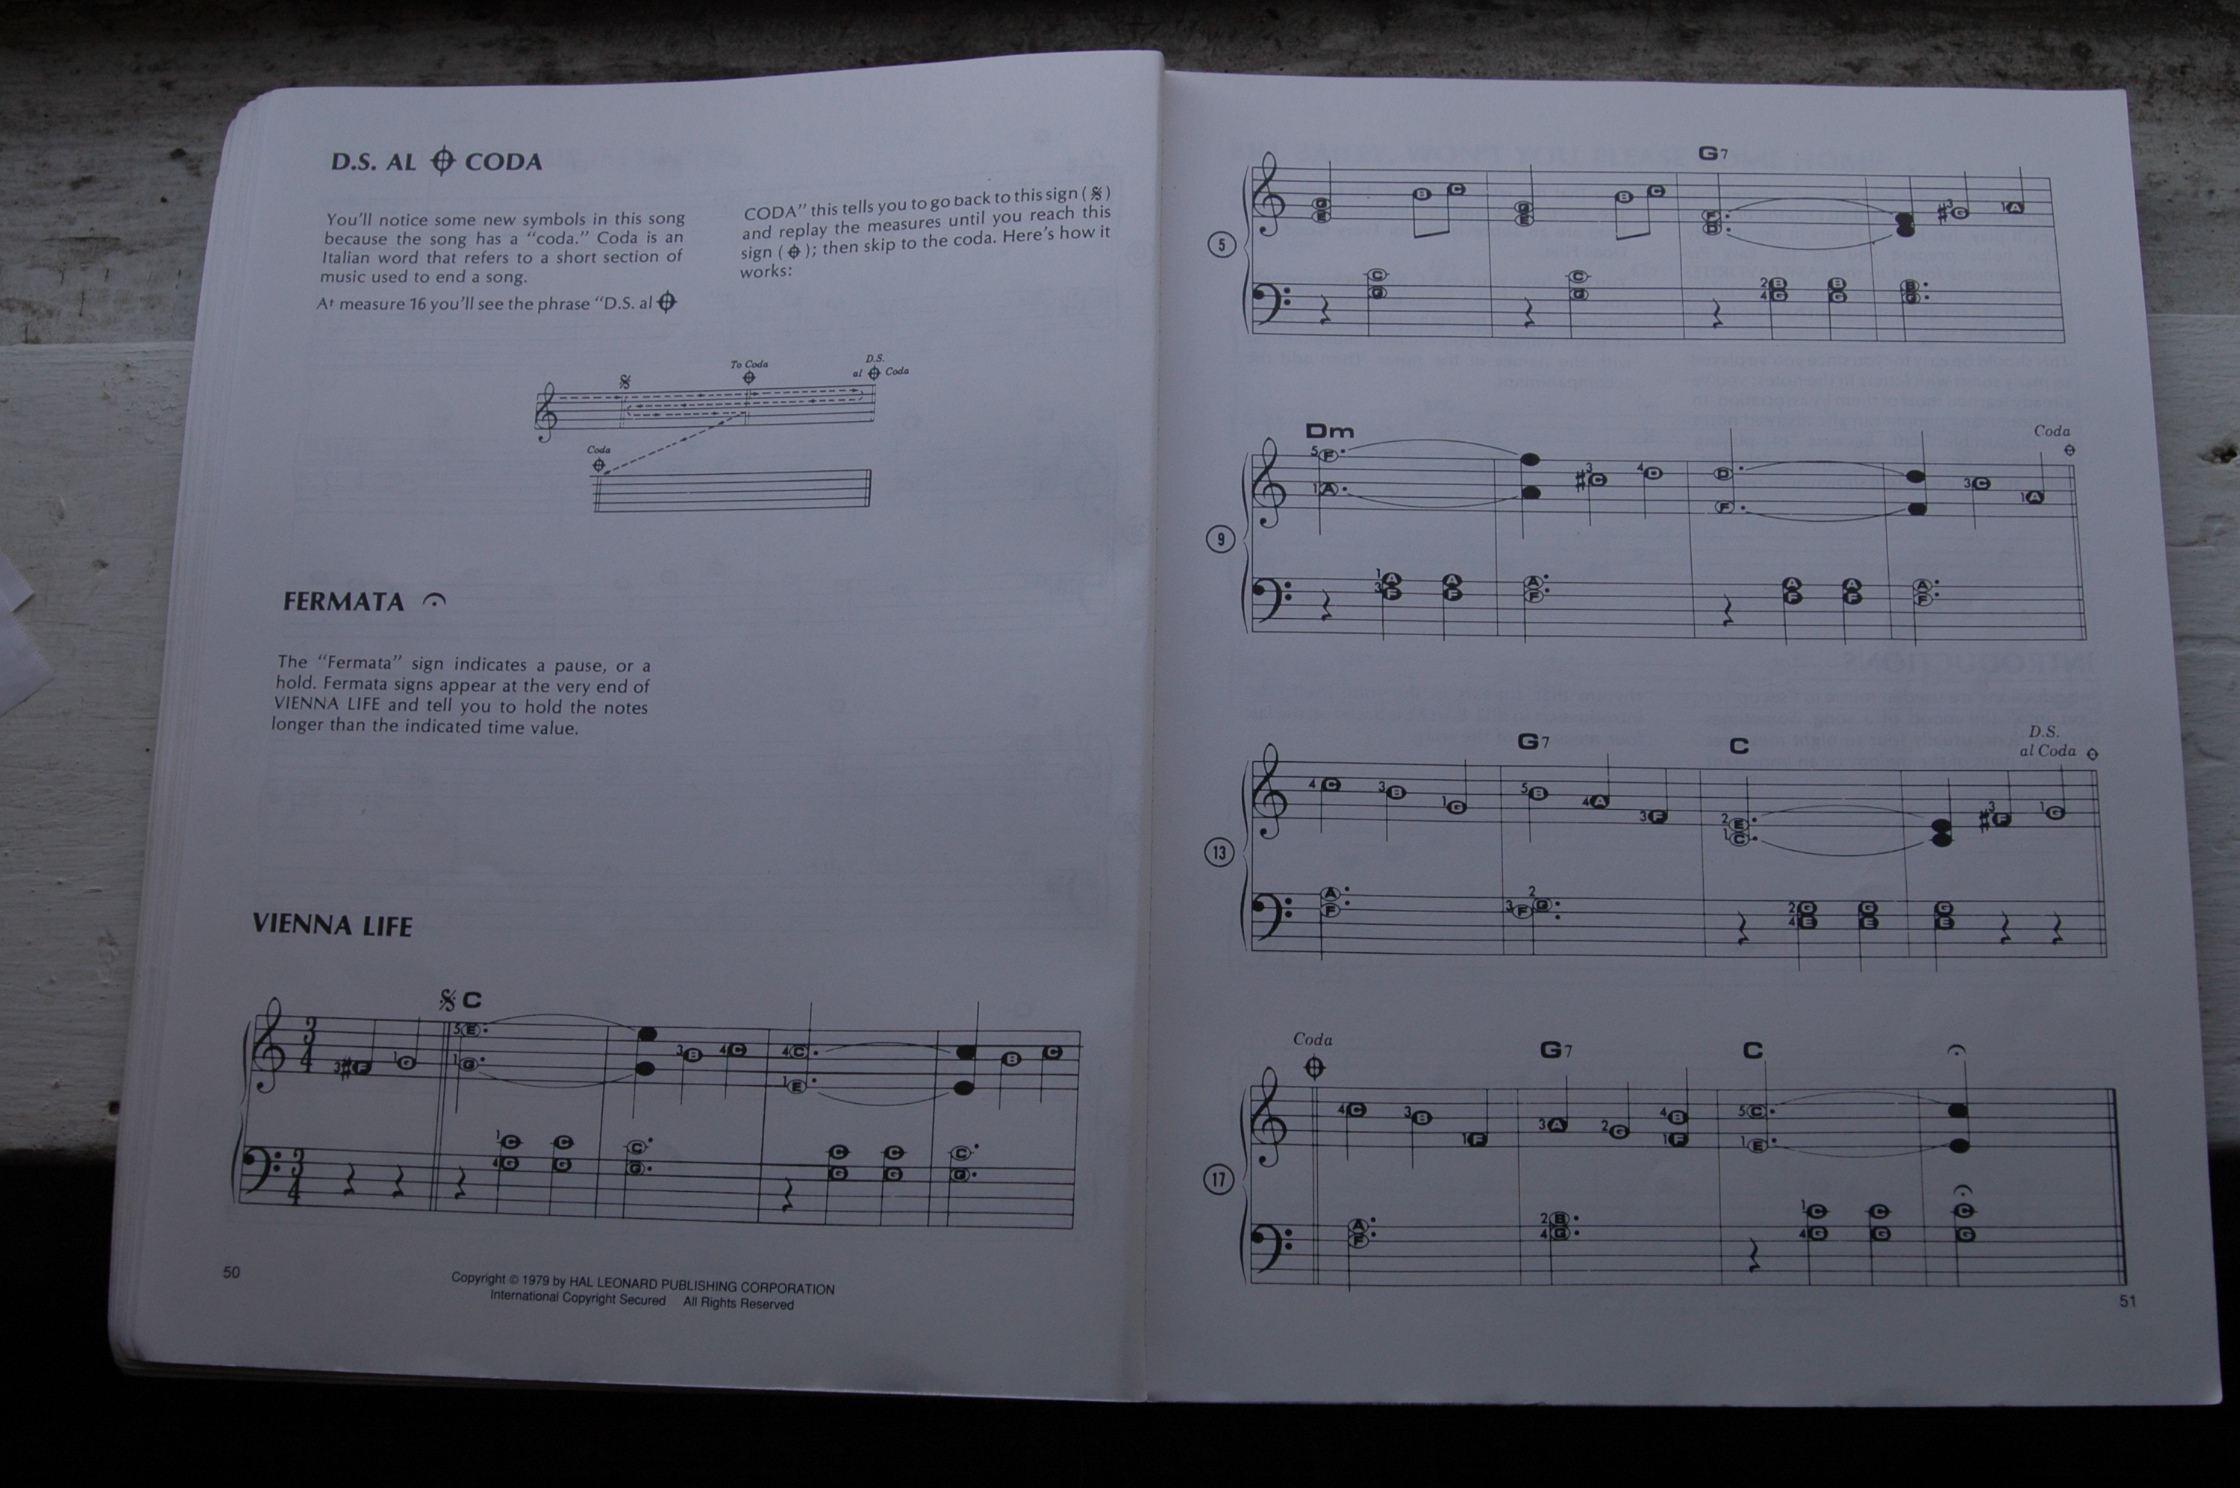 D.S. AL CODA
You'll notice some new symbols in this song
because the song has a "coda." Coda is an
Italian word that refers to a short section of
music used to end a song.
At measure 16 you'll see the phrase "D.S. al
CODA" this tells you to go back to this sign ( )
and replay the measures until you reach this
sign ( ); then skip to the coda. Here's how it
works:
To Coda
D.S.
al Coda
Coda
FERMATA
The "Fermata" sign indicates a pause, or a
hold. Fermata signs appear at the very end of
VIENNA LIFE and tell you to hold the notes
longer than the indicated time value.
VIENNA LIFE
C
3 4
3 F 1 G 5 E 1 G 3 B 4 C 4 C 1 E B C
3 4
1 C 4 G C G C G C G C G C G
50
Copyright © 1979 by HAL LEONARD PUBLISHING CORPORATION
International Copyright Secured All Rights Reserved
G7
G E B C G E B C F D 3 G 1 A
5
C G C G 2 B 4 G B G B G
Dm
Coda
5 F 1 A 3 C 4 D D F 3 C 1 A
9
1 A 3 F A F A F A F A F A F
G7 C
D.S.
al Coda
4 C 3 B 1 G 5 B 4 A 3 F 2 E 1 C 3 F 1 G
13
A F 3 F 2 G 2 G 4 E G E G E
Coda
G7 C
4 C 3 B 1 F 3 A 2 G 4 B 1 F 5 C 1 E
17
A F 2 B 4 G 1 C 4 G C G C G
51